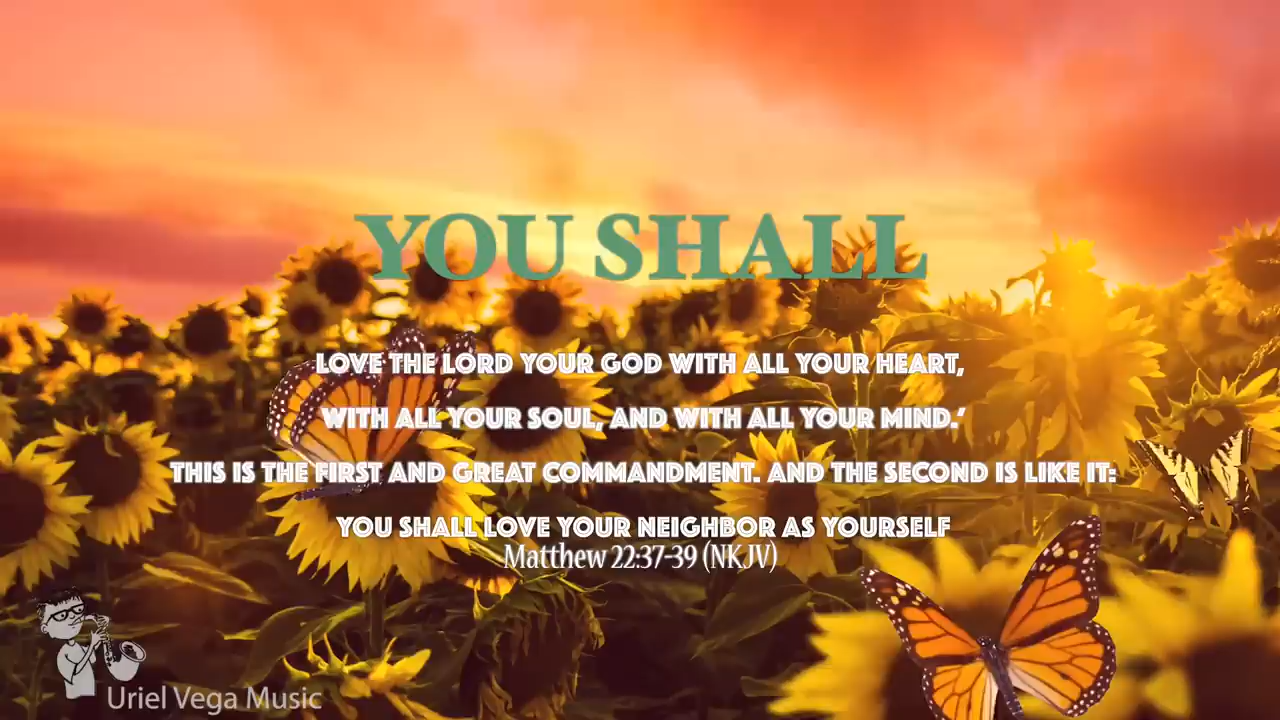 YOU SHALL
LOVE THE LORD YOUR GOD WITH ALL YOUR HEART,
WITH ALL YOUR SOUL, AND WITH ALL YOUR MIND.’
THIS IS THE FIRST AND GREAT COMMANDMENT. AND THE SECOND IS LIKE IT:
YOU SHALL LOVE YOUR NEIGHBOR AS YOURSELF
Matthew 22:37-39 (NKJV)
Uriel Vega Music